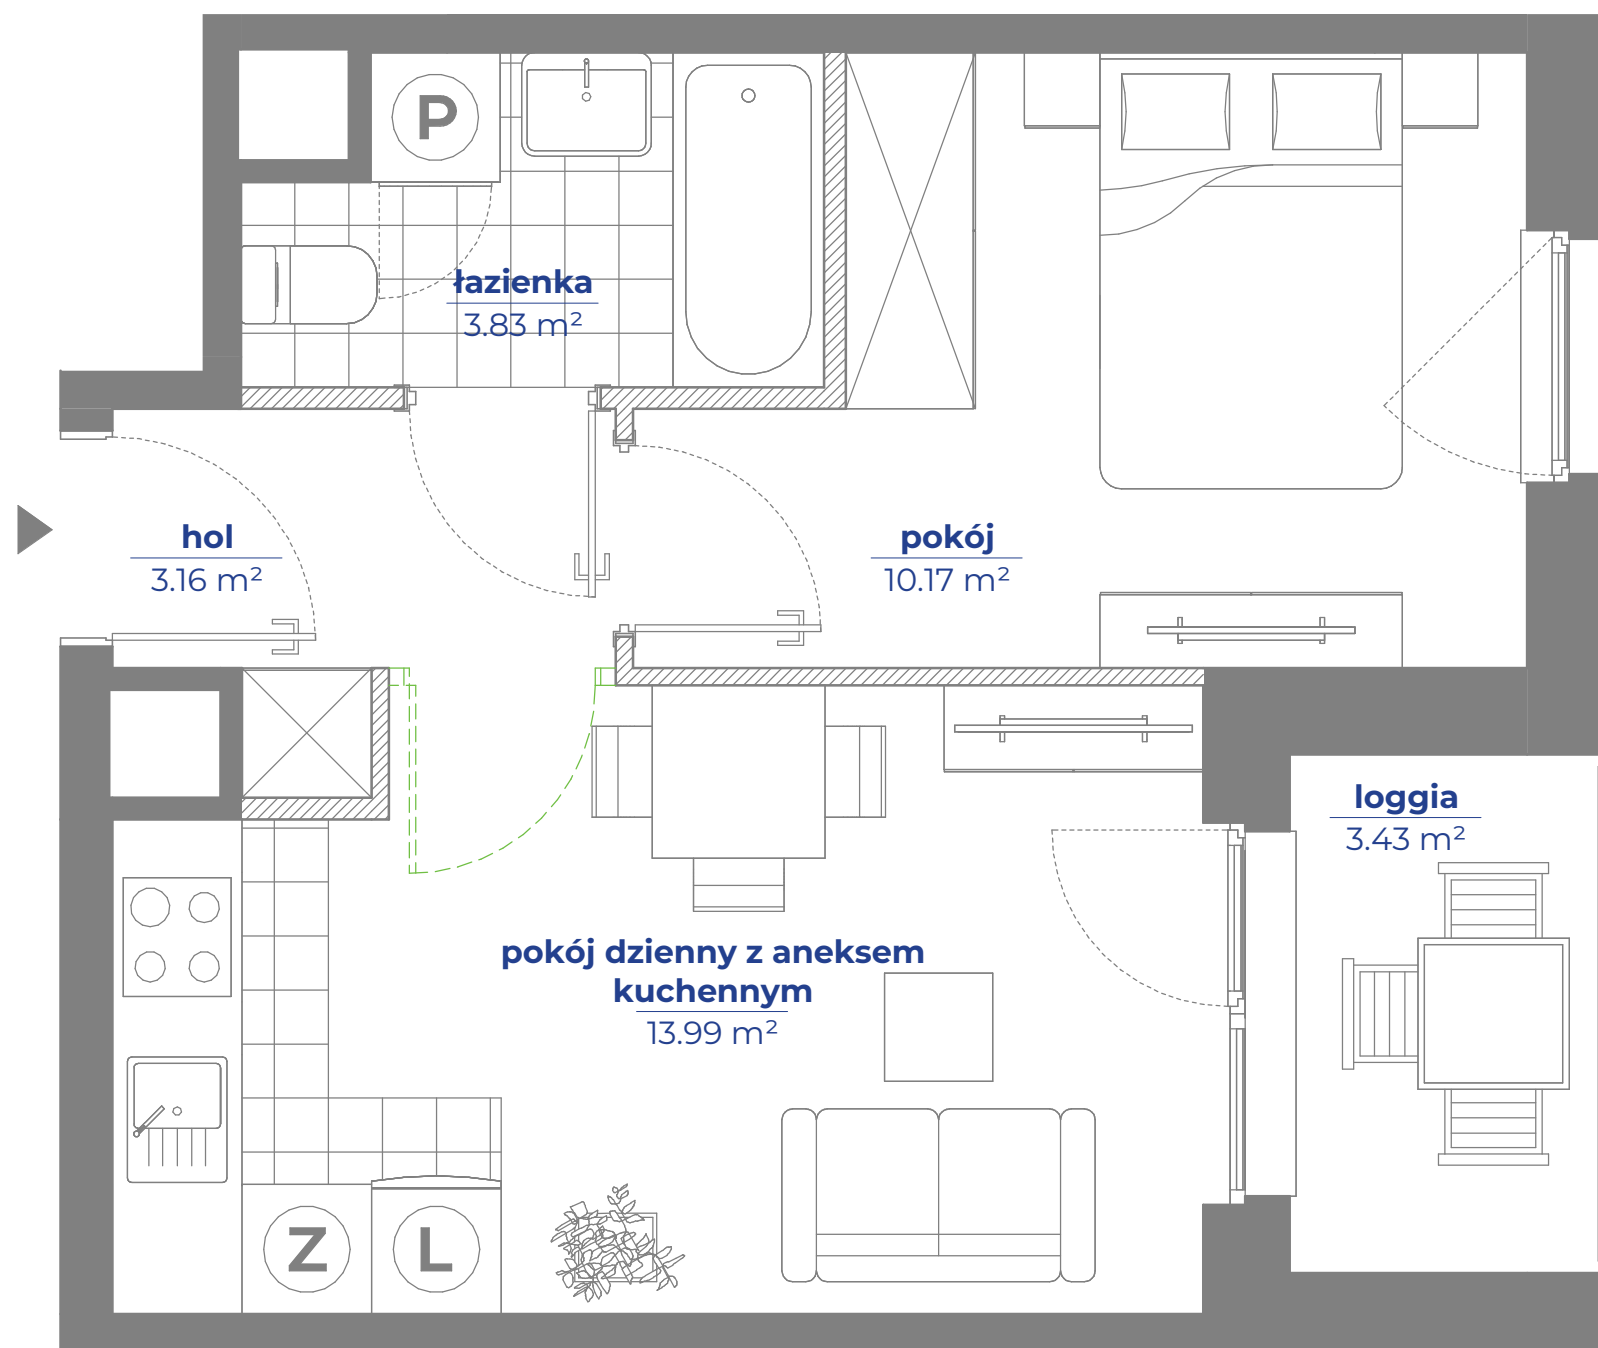 P
łazienka
3.83 m²
hol
3.16 m²
pokój
10.17 m²
loggia
3.43 m²
pokój dzienny z aneksem
kuchennym
13.99 m²
Z
L